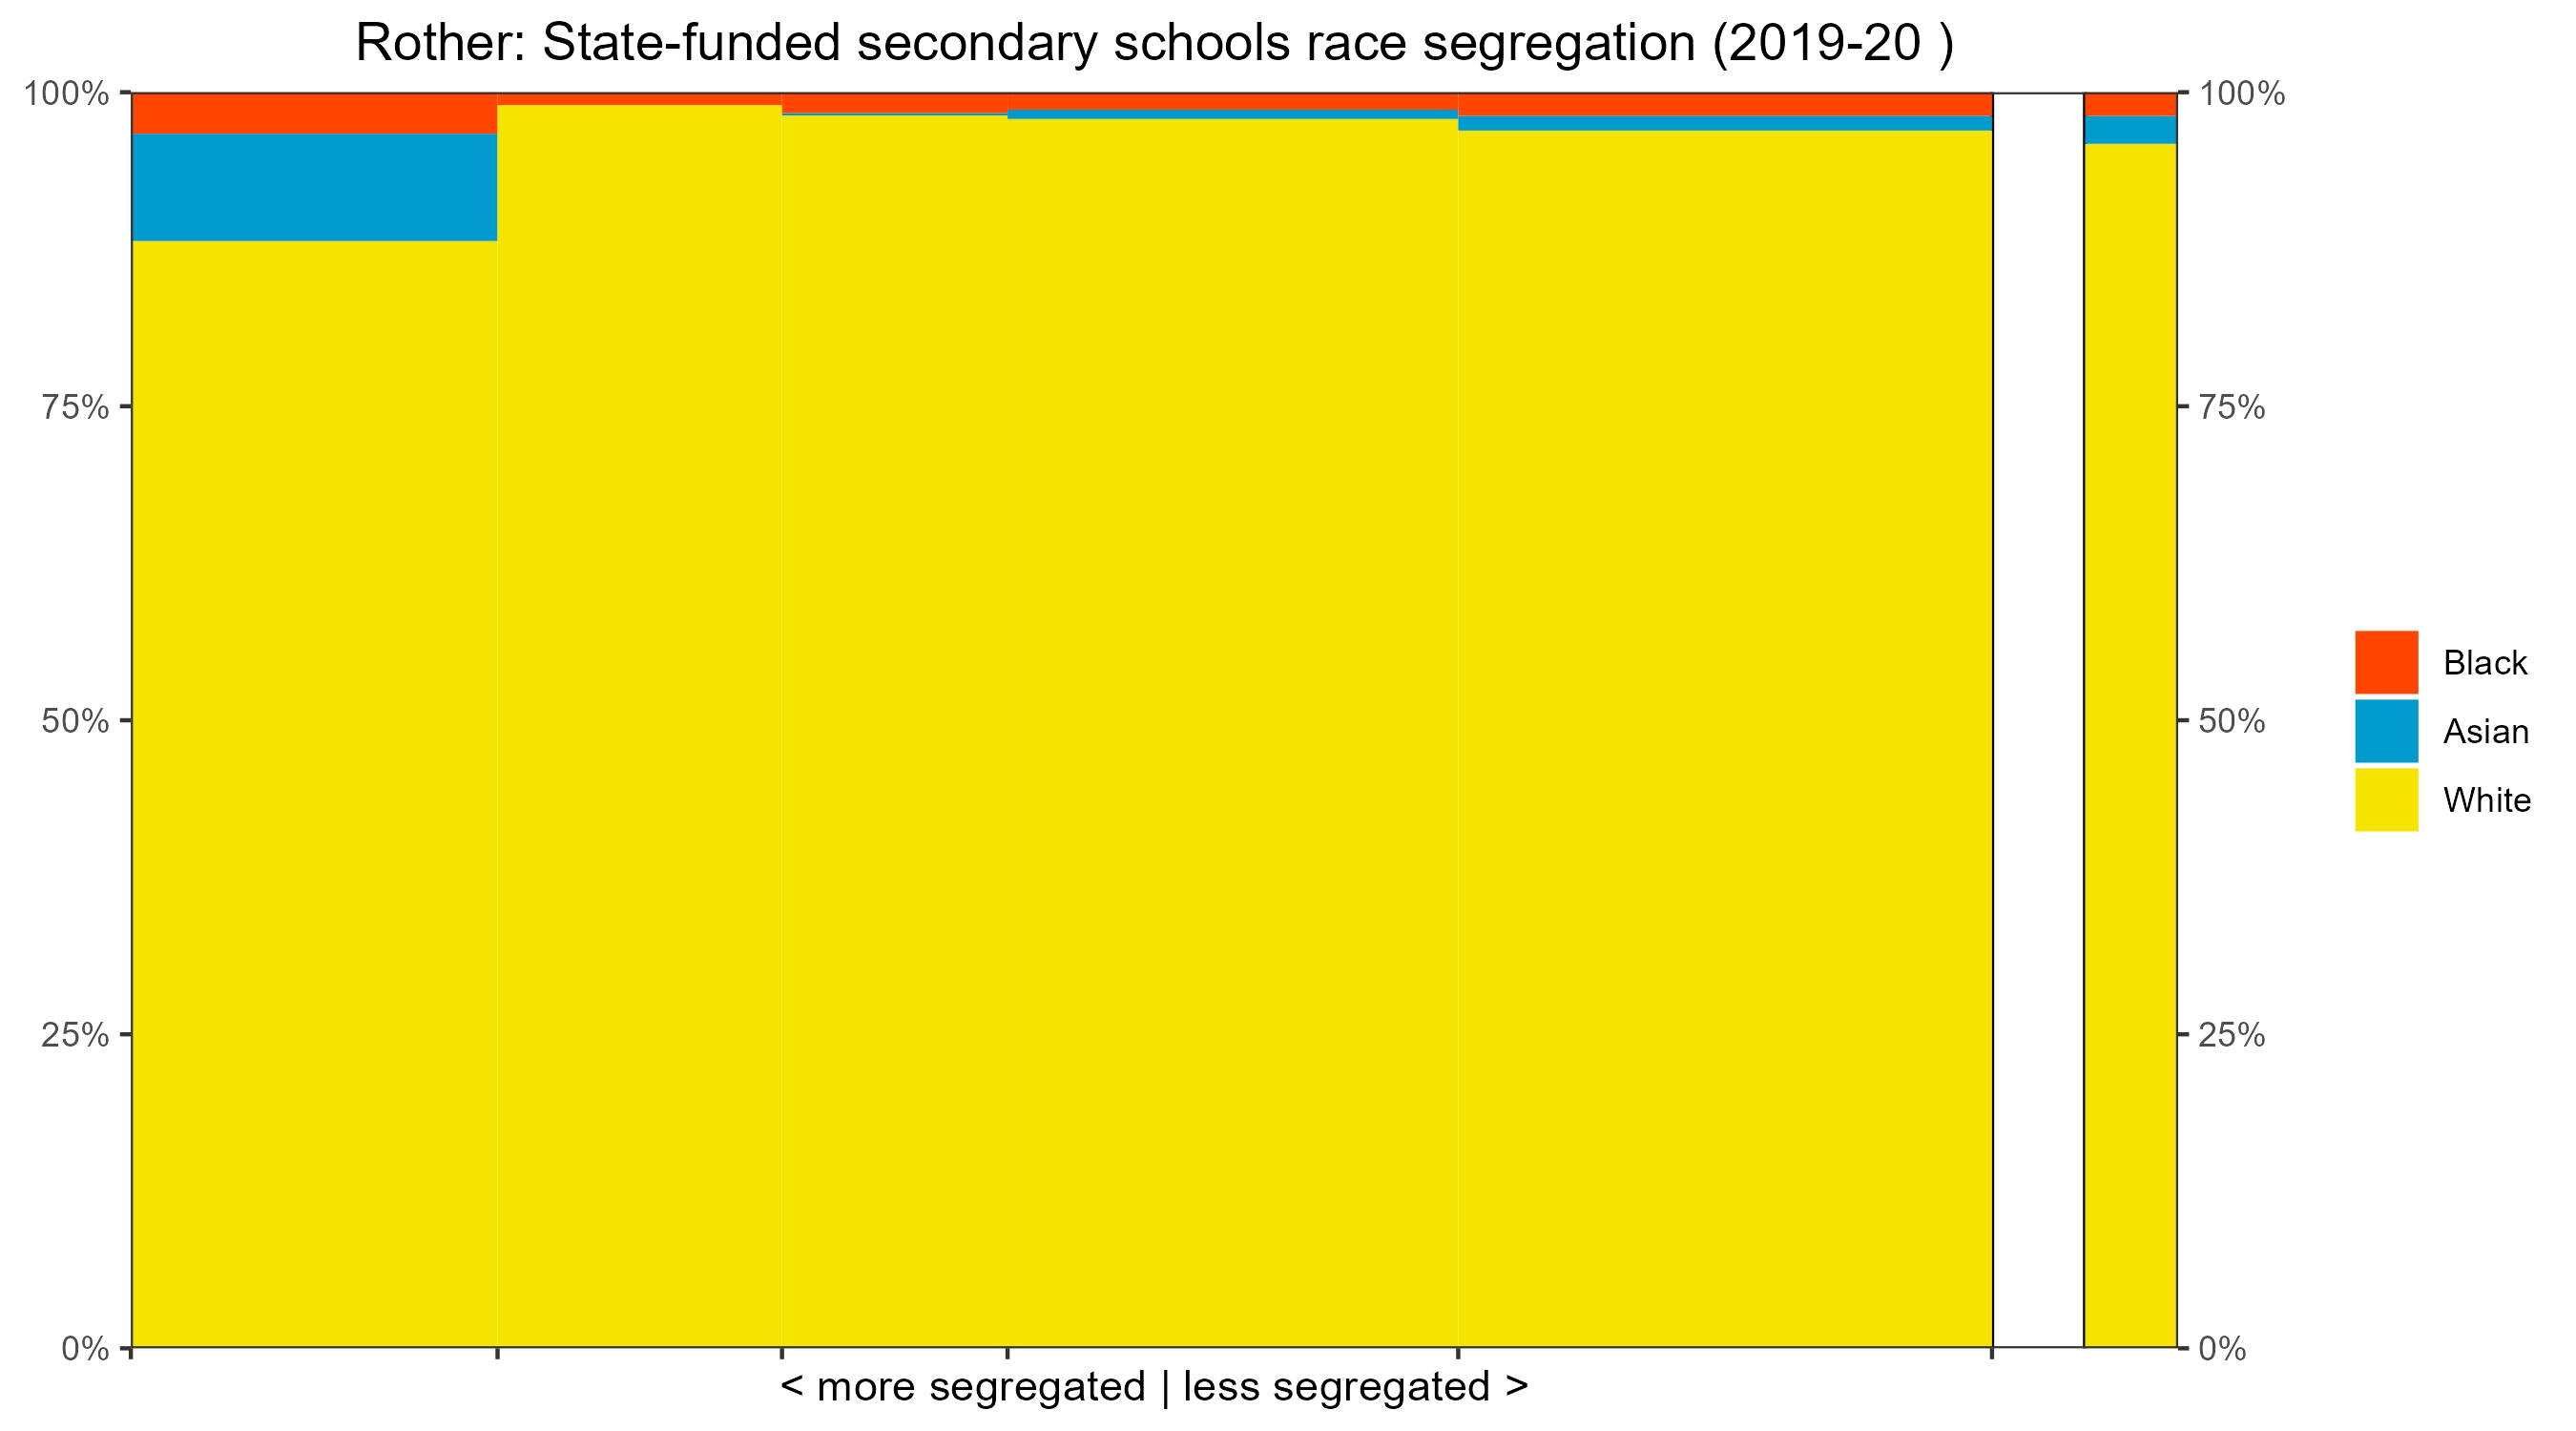 Rother: State-funded secondary schools race segregation (2019-20 )
100%
75%
50%
25%
0%
100%
75%
50%
25%
0%
Black
Asian
White
< more segregated | less segregated >